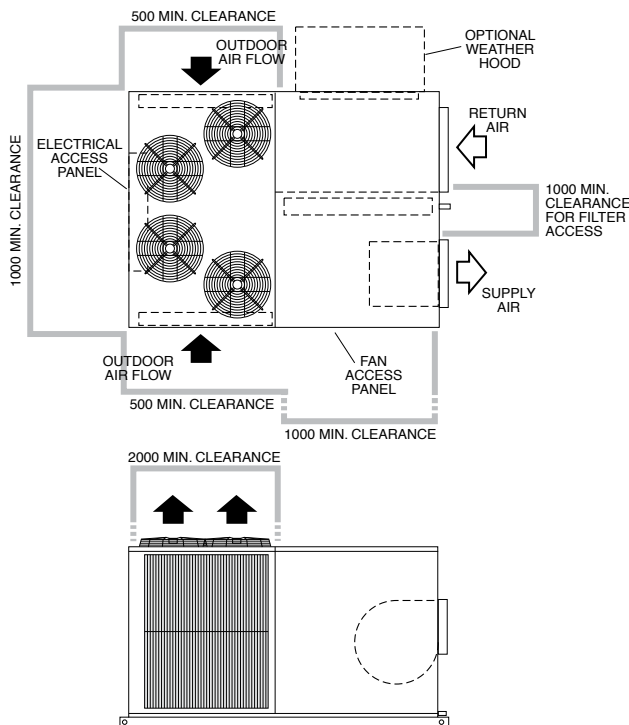 500 MIN. CLEARANCE
OUTDOOR
AIR FLOW
OPTIONAL
WEATHER
HOOD
RETURN
AIR
ELECTRICAL
ACCESS
PANEL
1000 MIN. CLEARANCE
1000 MIN.
CLEARANCE
FOR FILTER
ACCESS
SUPPLY
AIR
OUTDOOR
AIR FLOW
FAN
ACCESS
PANEL
500 MIN. CLEARANCE
1000 MIN. CLEARANCE
2000 MIN. CLEARANCE